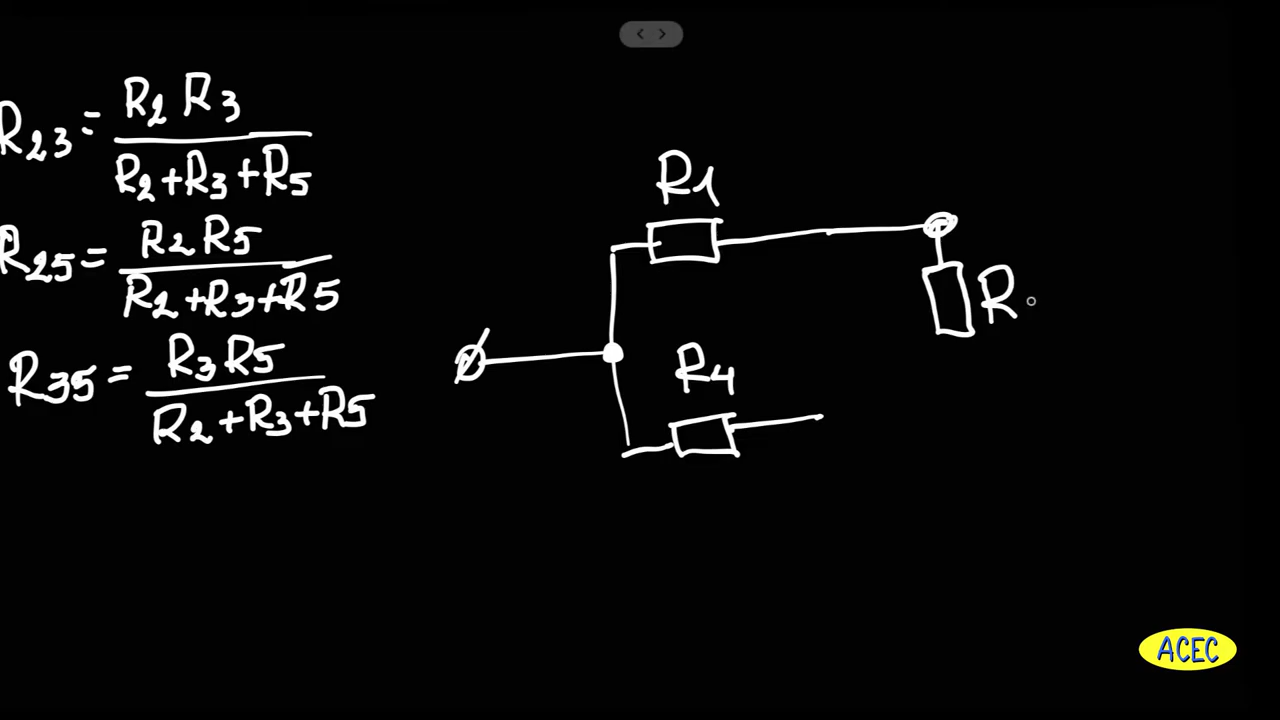 R23 = R2 R3
R2 + R3 + R5
R25 = R2 R5
R2 + R3 + R5
R35 = R3 R5
R2 + R3 + R5
R1
R
R4
ACEC